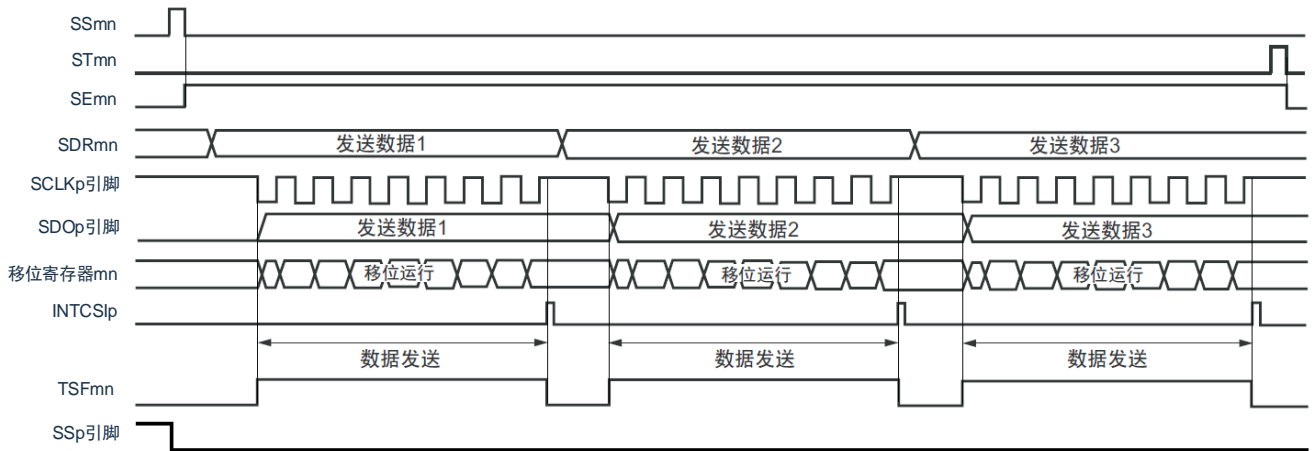 SSmn
STmn
SEmn
SDRmn 发送数据1 发送数据2 发送数据3
SCLKp引脚
SDOp引脚 发送数据1 发送数据2 发送数据3
移位寄存器mn 移位运行 移位运行 移位运行
INTCSIp
数据发送 数据发送 数据发送
TSFmn
SSp引脚